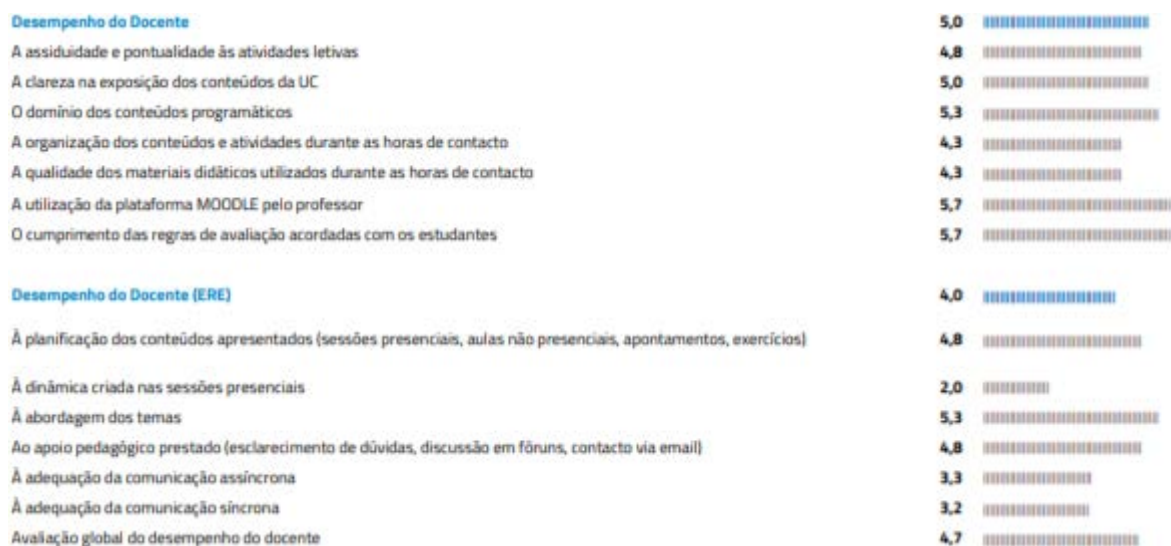 Desempenho do Docente 5,0
A assiduidade e pontualidade às atividades letivas 4,8
A clareza na exposição dos conteúdos da UC 5,0
O domínio dos conteúdos programáticos 5,3
A organização dos conteúdos e atividades durante as horas de contacto 4,3
A qualidade dos materiais didáticos utilizados durante as horas de contacto 4,3
A utilização da plataforma MOODLE pelo professor 5,7
O cumprimento das regras de avaliação acordadas com os estudantes 5,7
Desempenho do Docente (ERE) 4,0
À planificação dos conteúdos apresentados (sessões presenciais, aulas não presenciais, apontamentos, exercícios) 4,8
À dinâmica criada nas sessões presenciais 2,0
À abordagem dos temas 5,3
Ao apoio pedagógico prestado (esclarecimento de dúvidas, discussão em fóruns, contacto via email) 4,8
À adequação da comunicação assíncrona 3,3
À adequação da comunicação síncrona 3,2
Avaliação global do desempenho do docente 4,7